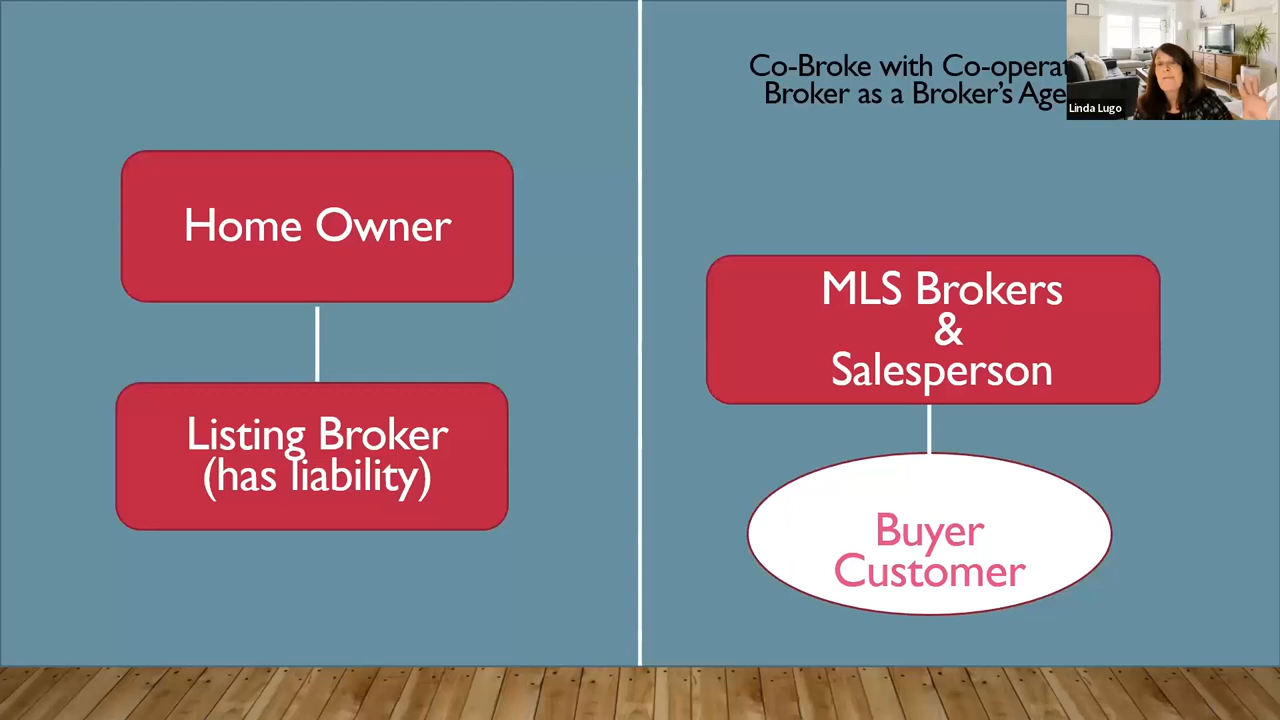 Co-Broke with Co-operat
Broker as a Broker's Age
Linda Lugo
Home Owner
Listing Broker
(has liability)
MLS Brokers
&
Salesperson
Buyer
Customer